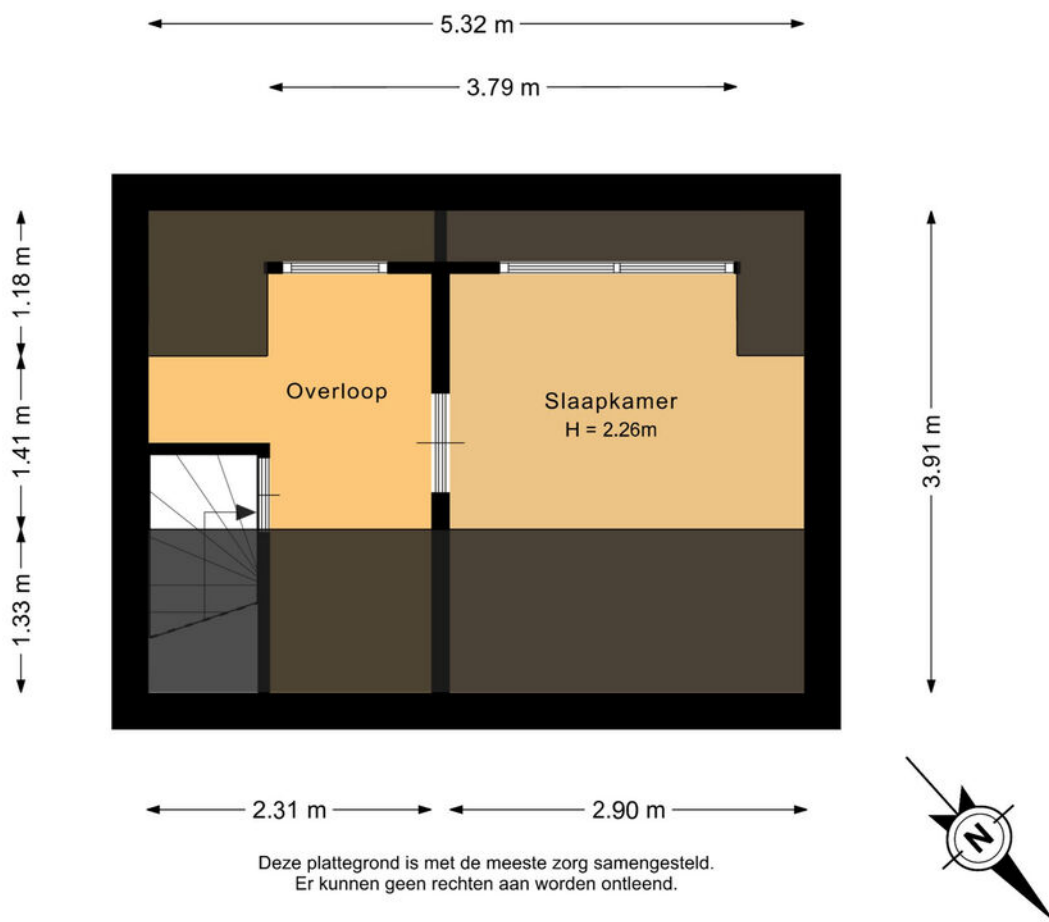 5.32 m
3.79 m
1.18 m
1.41 m
1.33 m
3.91 m
Overloop
Slaapkamer
H = 2.26m
2.31 m
2.90 m
N
Deze plattegrond is met de meeste zorg samengesteld.
Er kunnen geen rechten aan worden ontleend.